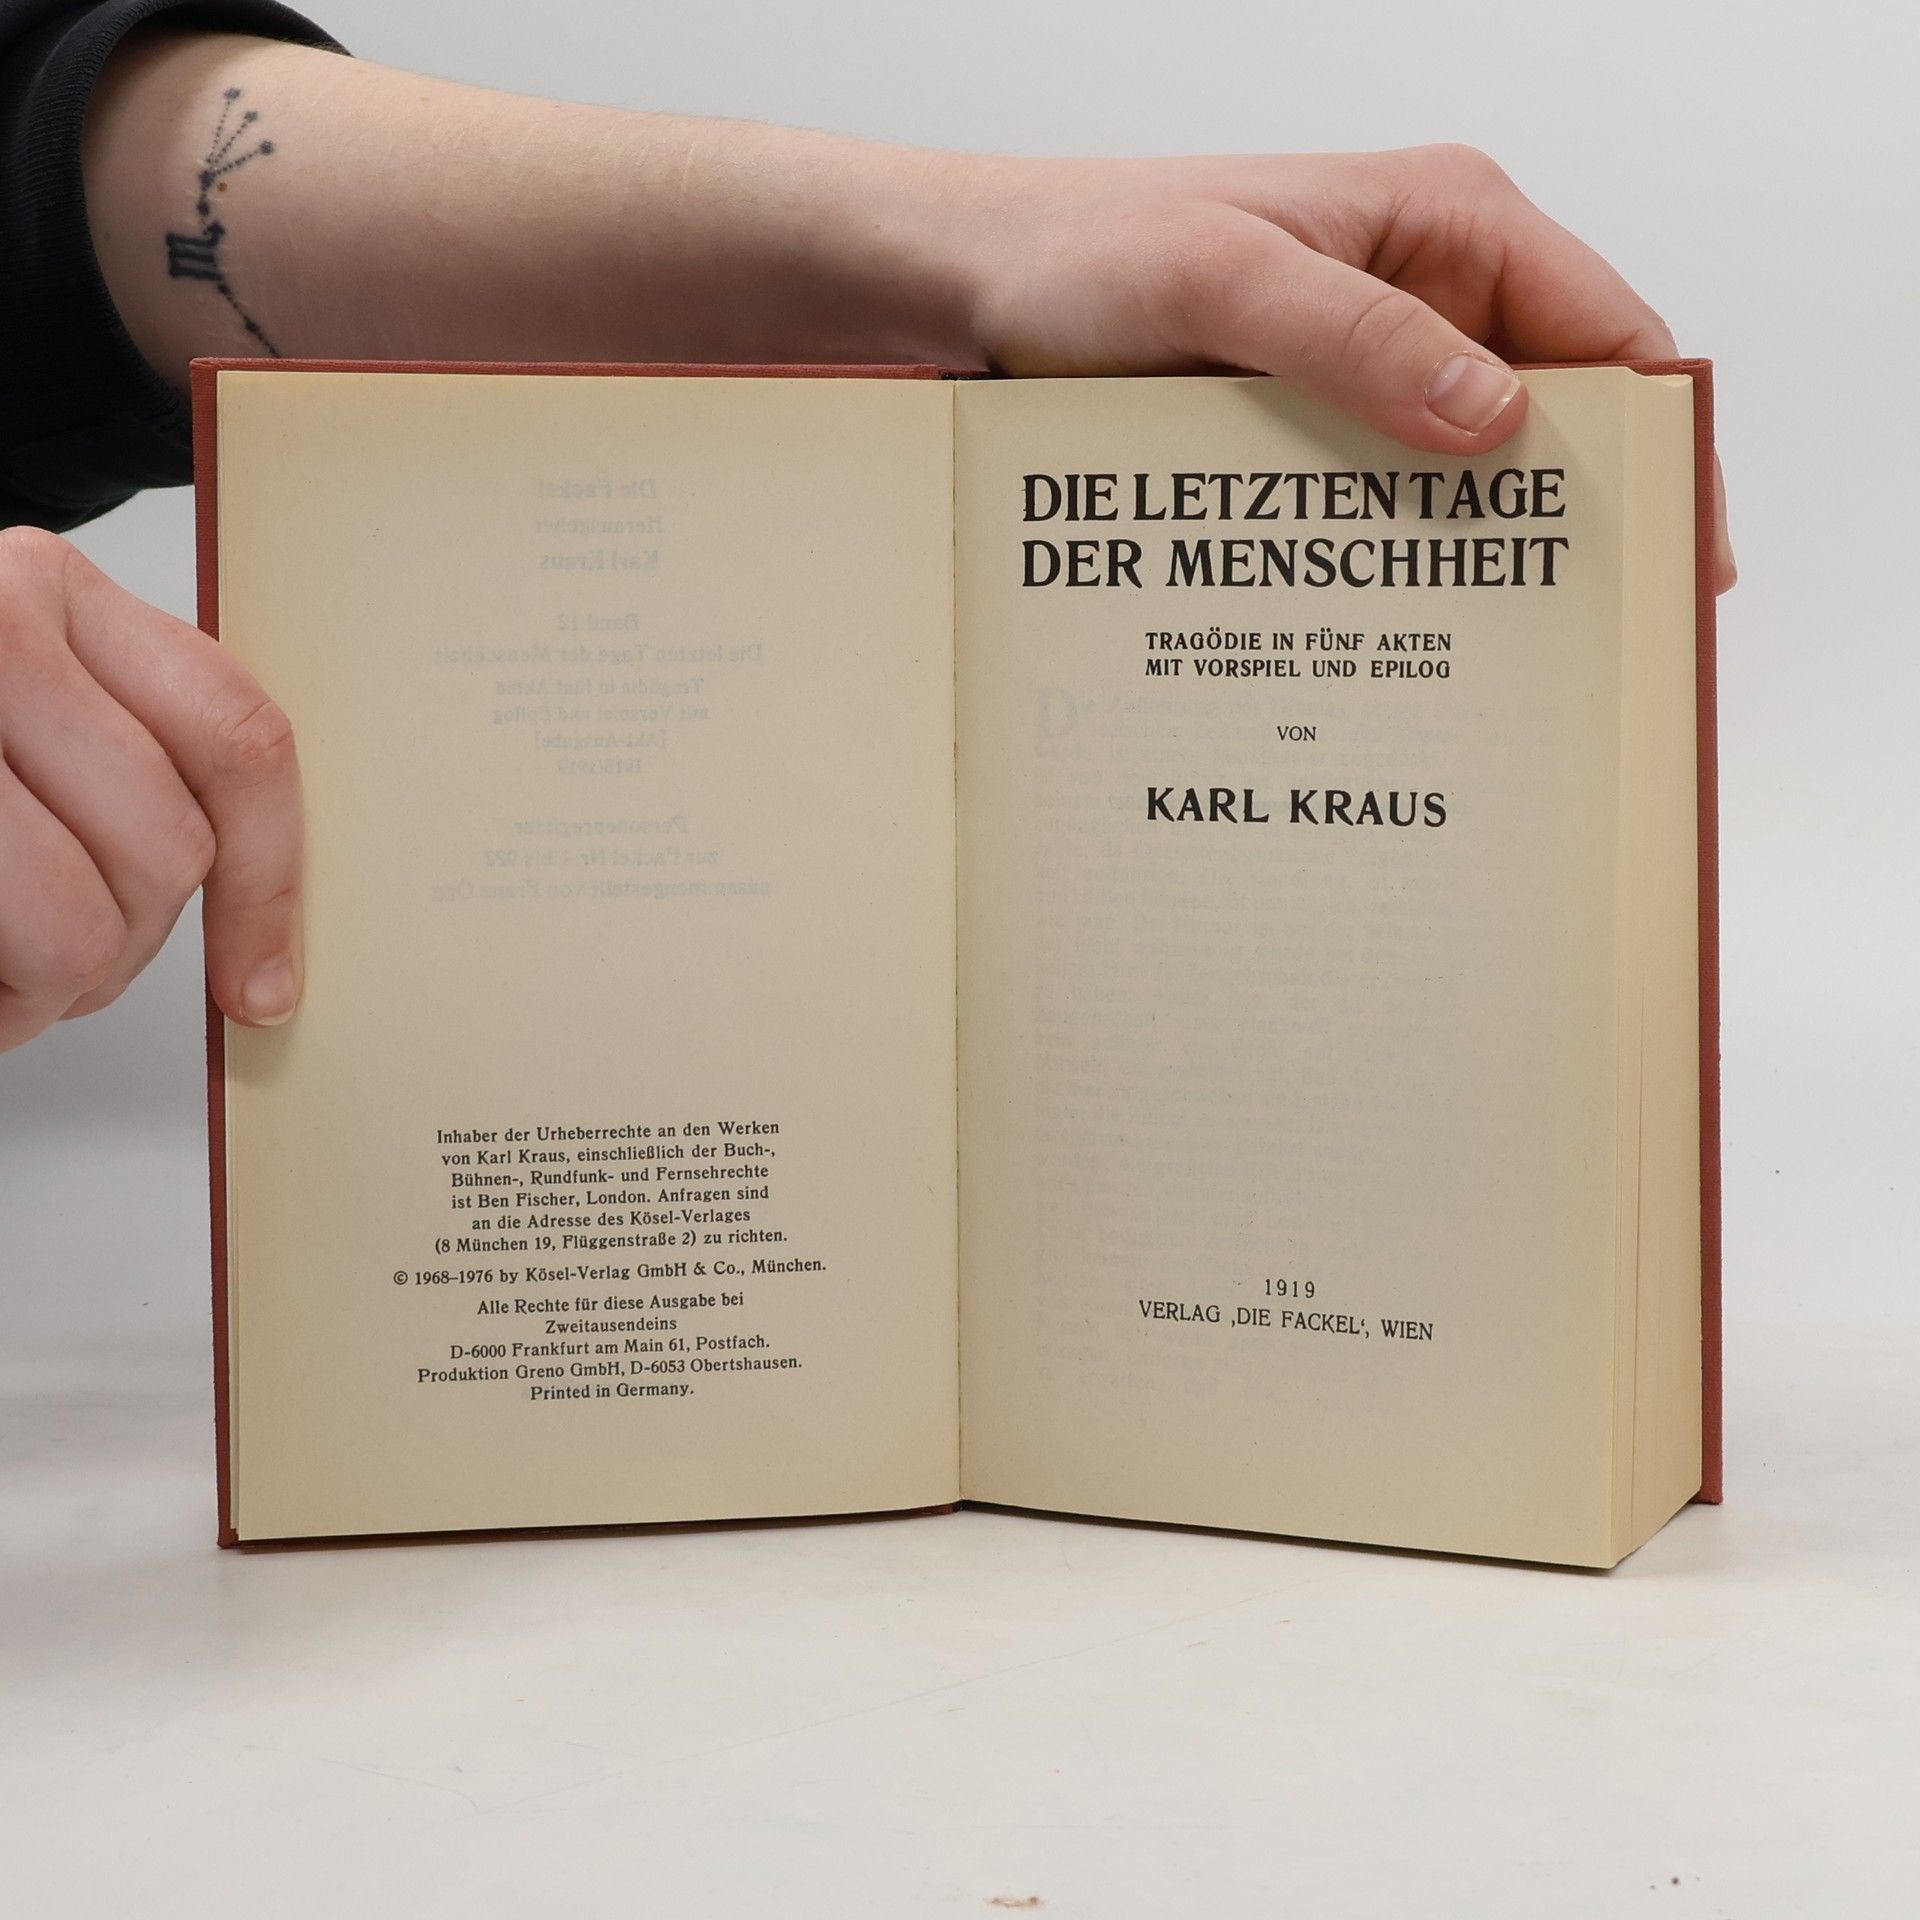 Inhaber der Urheberrechte an den Werken
von Karl Kraus, einschließlich der Buch-,
Bühnen-, Rundfunk- und Fernsehrechte
ist Ben Fischer, London. Anfragen sind
an die Adresse des Kösel-Verlages
(8 München 19, Flüggenstraße 2) zu richten.
© 1968–1976 by Kösel-Verlag GmbH & Co., München.
Alle Rechte für diese Ausgabe bei
Zweitausendeins
D-6000 Frankfurt am Main 61, Postfach.
Produktion Greno GmbH, D-6053 Obertshausen.
Printed in Germany.
DIE LETZTEN TAGE
DER MENSCHHEIT
TRAGÖDIE IN FÜNF AKTEN
MIT VORSPIEL UND EPILOG
VON
KARL KRAUS
1919
VERLAG ‚DIE FACKEL‘, WIEN